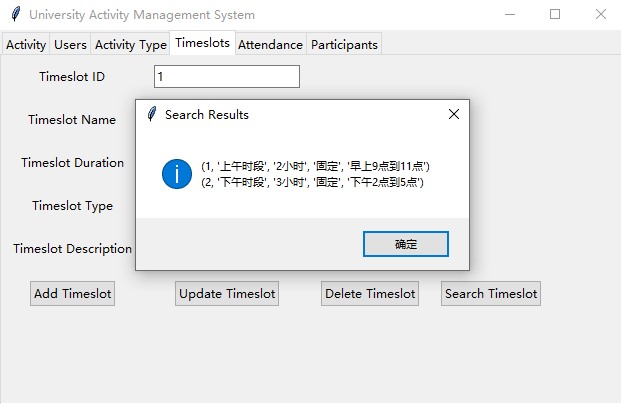 University Activity Management System
Activity Users Activity Type Timeslots Attendance Participants
Timeslot ID 1
Timeslot Name
Timeslot Duration
Timeslot Type
Timeslot Description
Search Results
(1, '上午时段', '2小时', '固定', '早上9点到11点')
(2, '下午时段', '3小时', '固定', '下午2点到5点')
确定
Add Timeslot Update Timeslot Delete Timeslot Search Timeslot